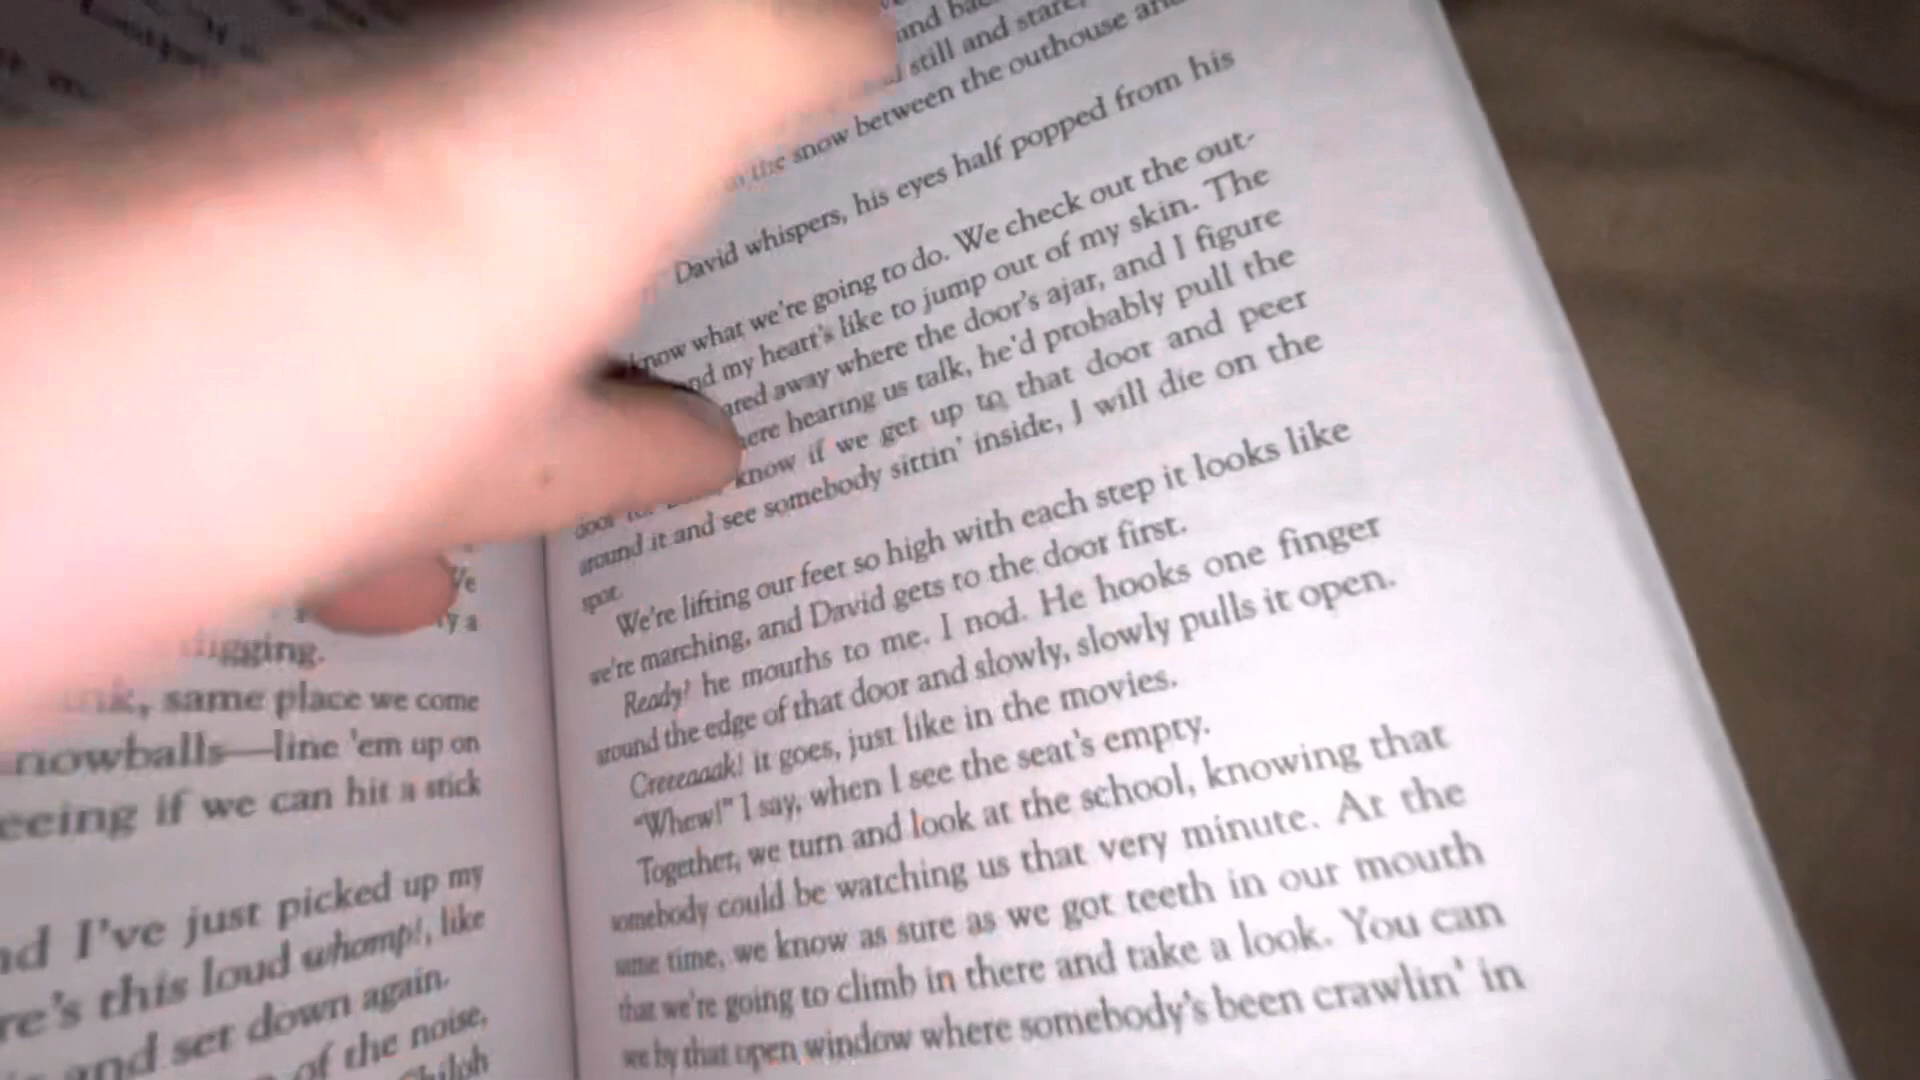 digging.
same place we come
nowballs—line 'em up on
eeing if we can hit a stick
nd I've just picked up my
re's this loud whomp!, like
and set down again.
of the noise,
Shiloh
and
still and stare,
the snow between the outhouse
David whispers, his eyes half popped from his
know what we're going to do. We check out the out-
my heart's like to jump out of my skin. The
away where the door's ajar, and I figure
hearing us talk, he'd probably pull the
know if we get up to that door and peer
around it and see somebody sittin' inside, I will die on the
spot.
We're lifting our feet so high with each step it looks like
we're marching, and David gets to the door first.
Ready? he mouths to me. I nod. He hooks one finger
around the edge of that door and slowly, slowly pulls it open.
Creeeaaak! it goes, just like in the movies.
"Whew!" I say, when I see the seat's empty.
Together, we turn and look at the school, knowing that
somebody could be watching us that very minute. At the
same time, we know as sure as we got teeth in our mouth
that we're going to climb in there and take a look. You can
see by that open window where somebody's been crawlin' in